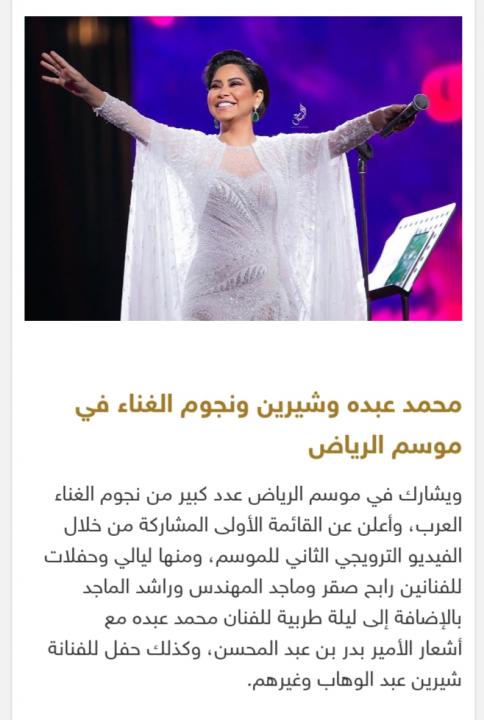 محمد عبده وشيرين ونجوم الغناء في
موسم الرياض
ويشارك في موسم الرياض عدد كبير من نجوم الغناء
العرب، وأعلن عن القائمة الأولى المشاركة من خلال
الفيديو الترويجي الثاني للموسم، ومنها ليالي وحفلات
للفنانين رابح صقر وماجد المهندس وراشد الماجد
بالإضافة إلى ليلة طربية للفنان محمد عبده مع
أشعار الأمير بدر بن عبد المحسن، وكذلك حفل للفنانة
شيرين عبد الوهاب وغيرهم.